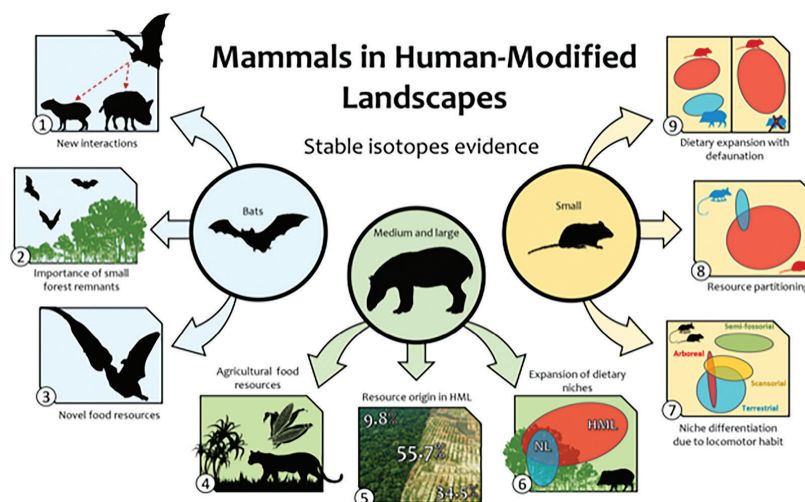 Mammals in Human-Modified
Landscapes
Stable isotopes evidence
1
New interactions
2
Importance of small
forest remnants
3
Novel food resources
Bats
Medium and large
Small
Agricultural food
resources
4
Resource origin in HML
9.8%
55.7%
34.5%
5
Expansion of dietary
niches
HML
NL
6
9
Dietary expansion with
defaunation
8
Resource partitioning
Semi-fossorial
Arboreal
Scansorial
Terrestrial
7
Niche differentiation
due to locomotor habit